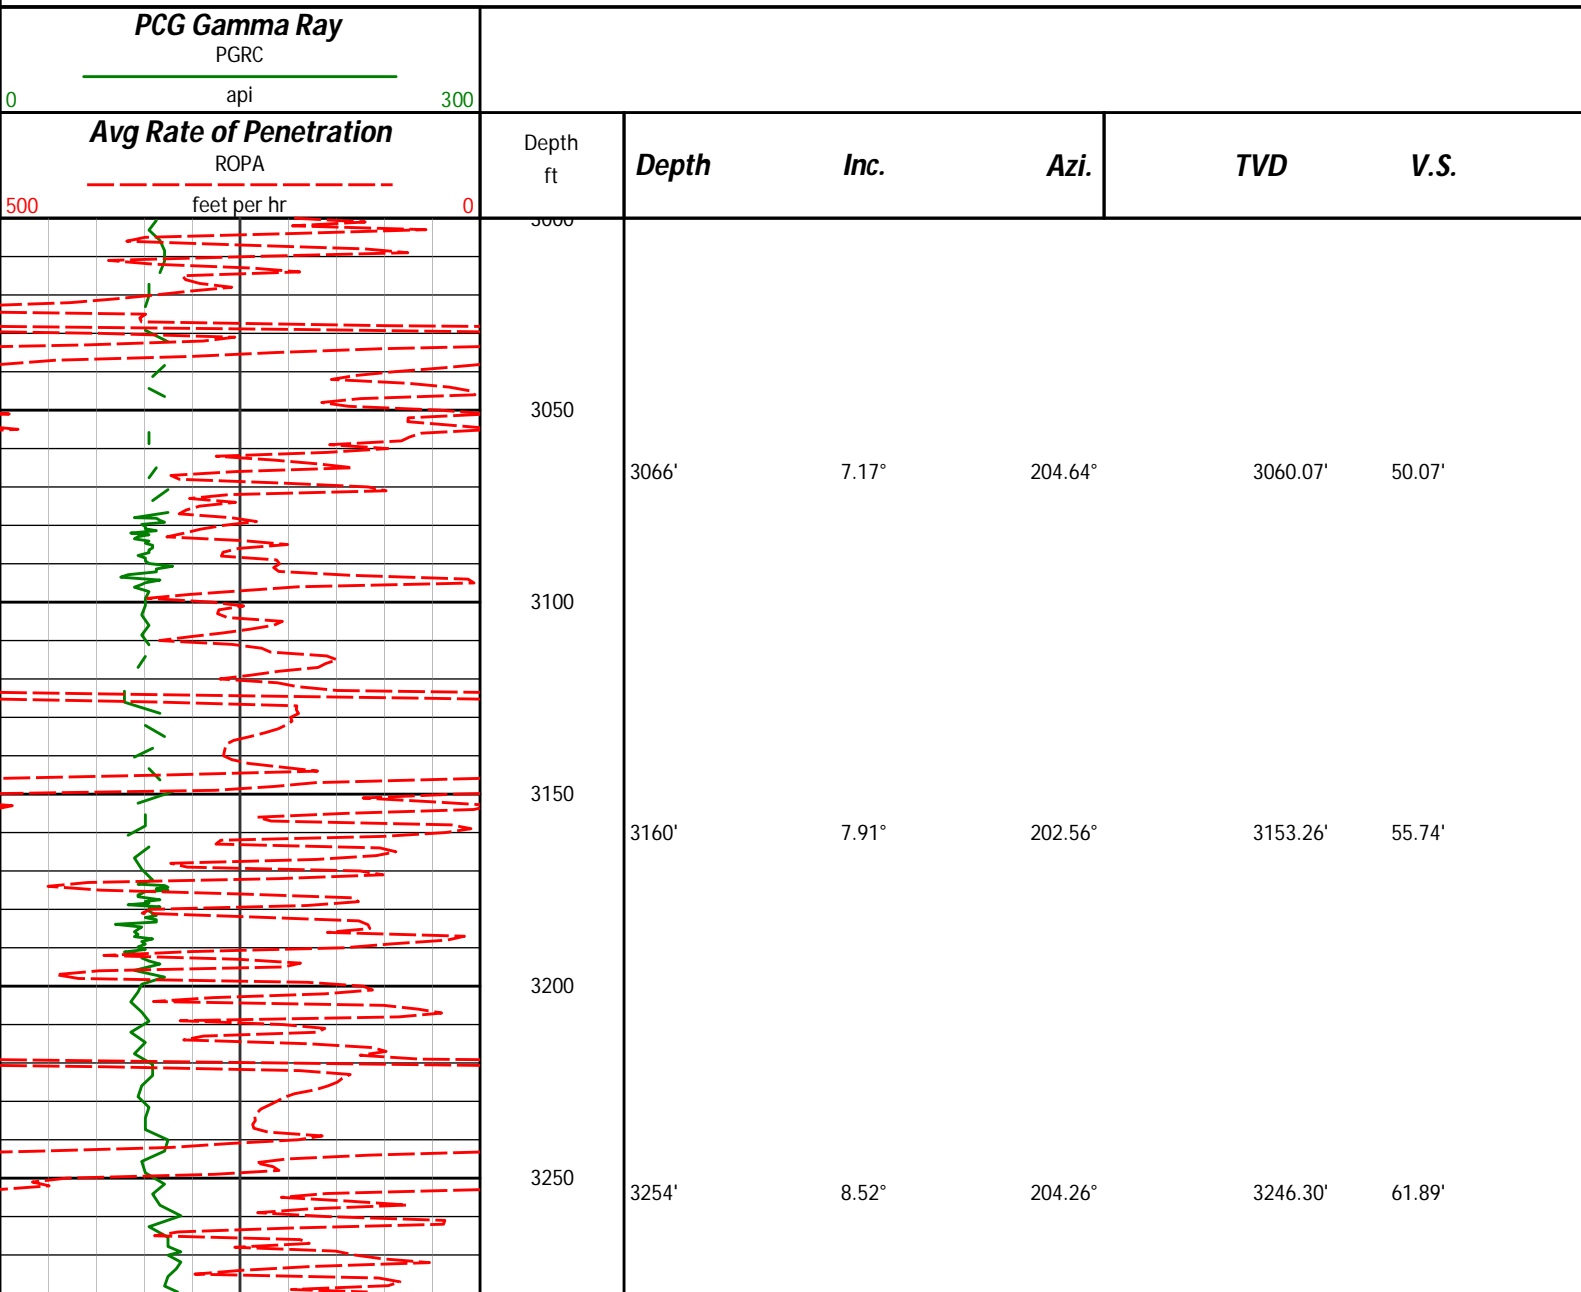 PCG Gamma Ray
PGRC
api
0 300
Avg Rate of Penetration
ROPA
feet per hr
500 0
Depth
ft
Depth Inc. Azi. TVD V.S.
3000
3050
3066' 7.17° 204.64° 3060.07' 50.07'
3100
3150
3160' 7.91° 202.56° 3153.26' 55.74'
3200
3250
3254' 8.52° 204.26° 3246.30' 61.89'